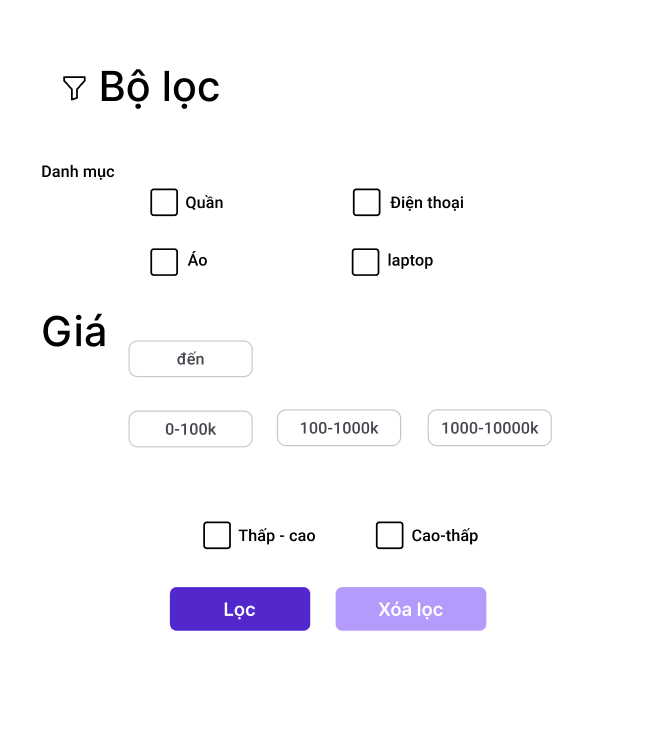 Bộ lọc
Danh mục
Quần
Điện thoại
Áo
laptop
Giá
đến
0-100k
100-1000k
1000-10000k
Thấp - cao
Cao-thấp
Lọc
Xóa lọc